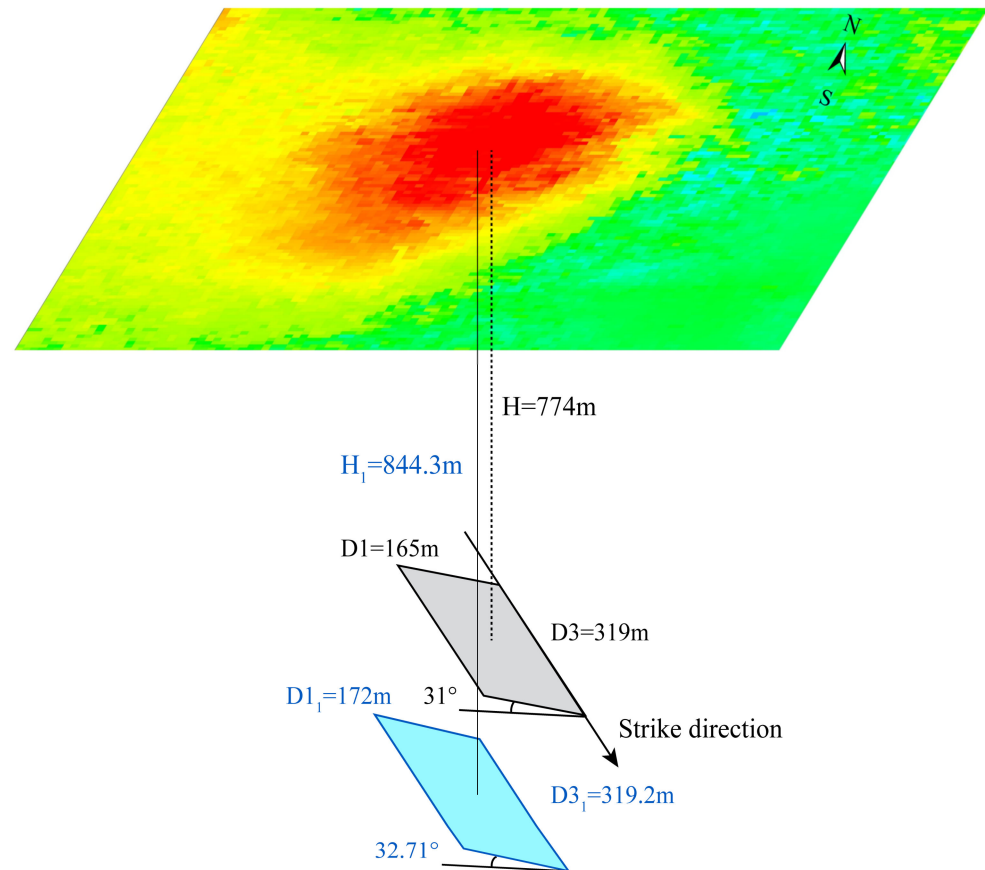 N
S
H=774m
H₁=844.3m
D1=165m
D3=319m
D1₁=172m
31°
Strike direction
D3₁=319.2m
32.71°